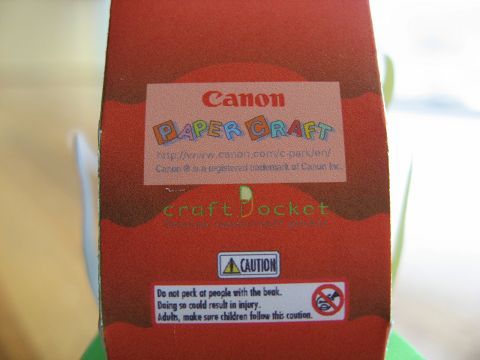 Canon
PAPER CRAFT
http://www.canon.com/c-park/en/
Canon ® is a registered trademark of Canon Inc.
craft Pocket
CAUTION
Do not peck at people with the beak.
Doing so could result in injury.
Adults, make sure children follow this caution.